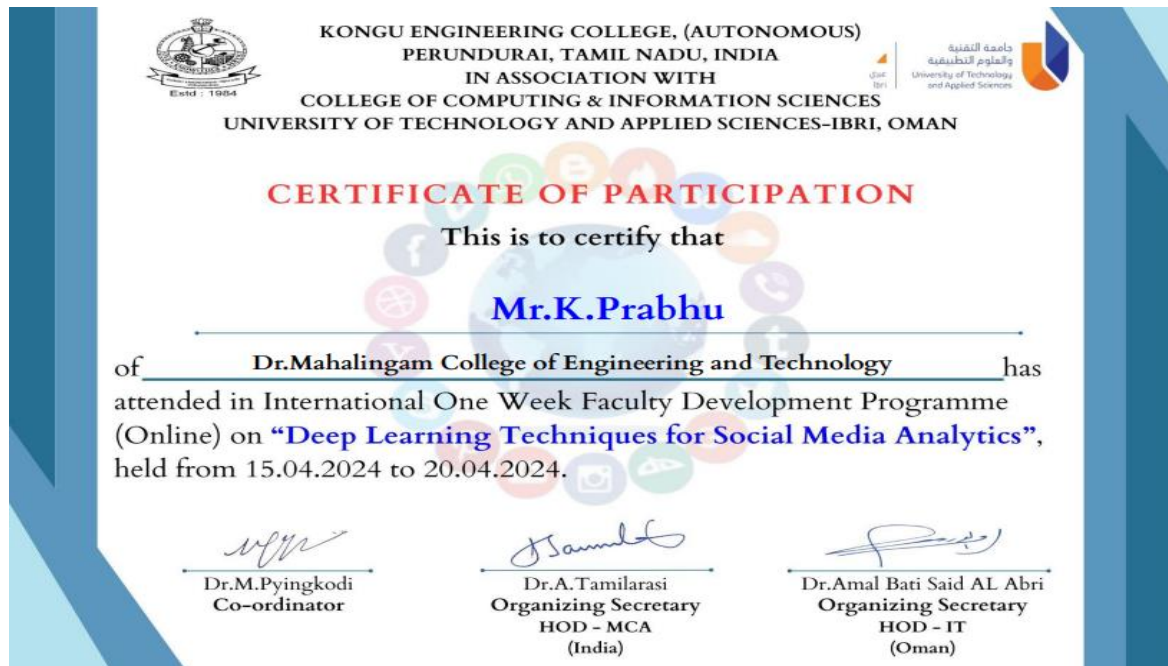 KONGU ENGINEERING COLLEGE, (AUTONOMOUS)
PERUNDURAI, TAMIL NADU, INDIA
IN ASSOCIATION WITH
COLLEGE OF COMPUTING & INFORMATION SCIENCES
UNIVERSITY OF TECHNOLOGY AND APPLIED SCIENCES-IBRI, OMAN
Estd : 1984
عبري
Ibri
جامعة التقنية
والعلوم التطبيقية
University of Technology
and Applied Sciences
CERTIFICATE OF PARTICIPATION
This is to certify that
Mr.K.Prabhu
of Dr.Mahalingam College of Engineering and Technology has
attended in International One Week Faculty Development Programme
(Online) on “Deep Learning Techniques for Social Media Analytics”,
held from 15.04.2024 to 20.04.2024.
Dr.M.Pyingkodi
Co-ordinator
Dr.A.Tamilarasi
Organizing Secretary
HOD - MCA
(India)
Dr.Amal Bati Said AL Abri
Organizing Secretary
HOD - IT
(Oman)